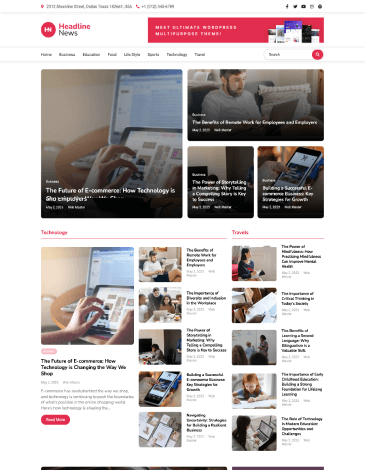 2372 Shoreline Street, Dallas Texas
Headline
News
MEET ULTIMATE WORDPRESS
MULTIPURPOSE THEME!
Home Business Education Food Life Style Sports Technology Travel
Search
Business
The Future of E-commerce: How Technology is
May 2, 2023 Web Master
Business
The Benefits of Remote Work for Employees and Employers
May 2, 2023 Web Master
Business
The Power of Storytelling
in Marketing: Why Telling
a Compelling Story is Key
to Success
May 2, 2023 Web Master
Business
Building a Successful E-
commerce Business: Key
Strategies for Growth
May 2, 2023 Web Master
Technology
The Future of E-commerce: How
Technology is Changing the Way We
Shop
May 2, 2023 Web Master
E-commerce has revolutionized the way we shop,
and technology is continuing to push the boundaries
of what's possible in the online shopping world.
Here's how technology is shaping the...
Read More
The Benefits of
Remote Work for
Employees and
Employers
May 2, 2023 Web
Master
The Importance of
Diversity and Inclusion
in the Workplace
May 2, 2023 Web
Master
The Power of
Storytelling in
Marketing: Why
Telling a Compelling
Story is Key to Success
May 2, 2023 Web
Master
Building a Successful
E-commerce Business:
Key Strategies for
Growth
May 2, 2023 Web
Master
Navigating
Uncertainty: Strategies
for Building a Resilient
Business
May 2, 2023 Web
Master
Travels
The Power of
Mindfulness: How
Practicing Mindfulness
Can Improve Mental
Health
May 2, 2023 Web
Master
The Importance of
Critical Thinking in
Today's Society
May 2, 2023 Web
Master
The Benefits of
Learning a Second
Language: Why
Bilingualism is a
Valuable Skill
May 2, 2023 Web
Master
The Importance of Early
Childhood Education:
Building a Strong
Foundation for Lifelong
Learning
May 2, 2023 Web
Master
The Role of Technology
in Modern Education:
Opportunities and
Challenges
May 2, 2023 Web
Master